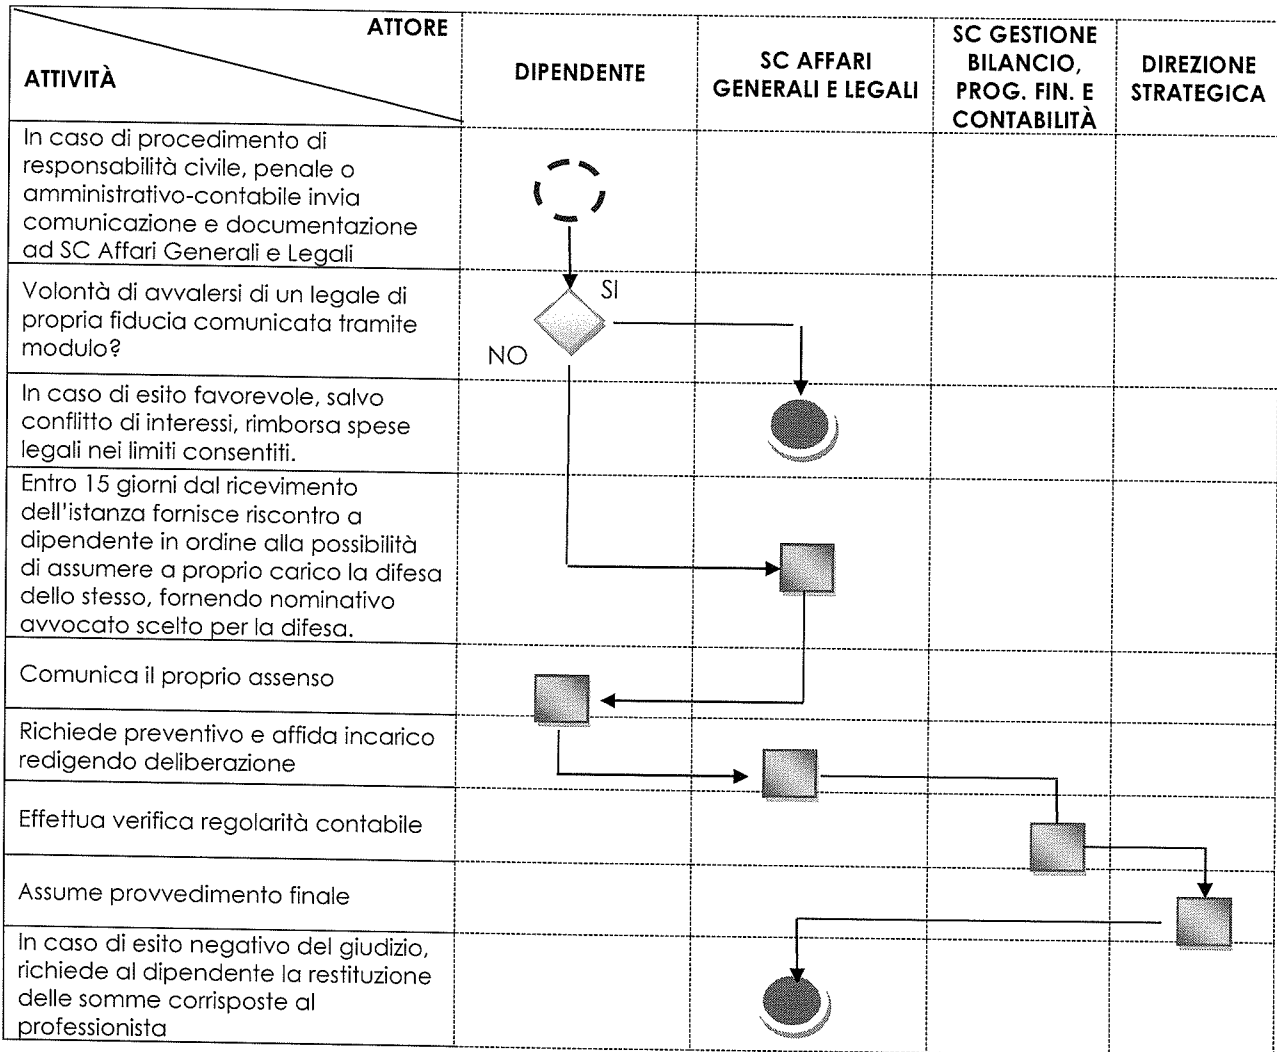 ATTORE
ATTIVITÀ
DIPENDENTE
SC AFFARI
GENERALI E LEGALI
SC GESTIONE
BILANCIO,
PROG. FIN. E
CONTABILITÀ
DIREZIONE
STRATEGICA
In caso di procedimento di
responsabilità civile, penale o
amministrativo-contabile invia
comunicazione e documentazione
ad SC Affari Generali e Legali
Volontà di avvalersi di un legale di
propria fiducia comunicata tramite
modulo?
SI
NO
In caso di esito favorevole, salvo
conflitto di interessi, rimborsa spese
legali nei limiti consentiti.
Entro 15 giorni dal ricevimento
dell'istanza fornisce riscontro a
dipendente in ordine alla possibilità
di assumere a proprio carico la difesa
dello stesso, fornendo nominativo
avvocato scelto per la difesa.
Comunica il proprio assenso
Richiede preventivo e affida incarico
redigendo deliberazione
Effettua verifica regolarità contabile
Assume provvedimento finale
In caso di esito negativo del giudizio,
richiede al dipendente la restituzione
delle somme corrisposte al
professionista